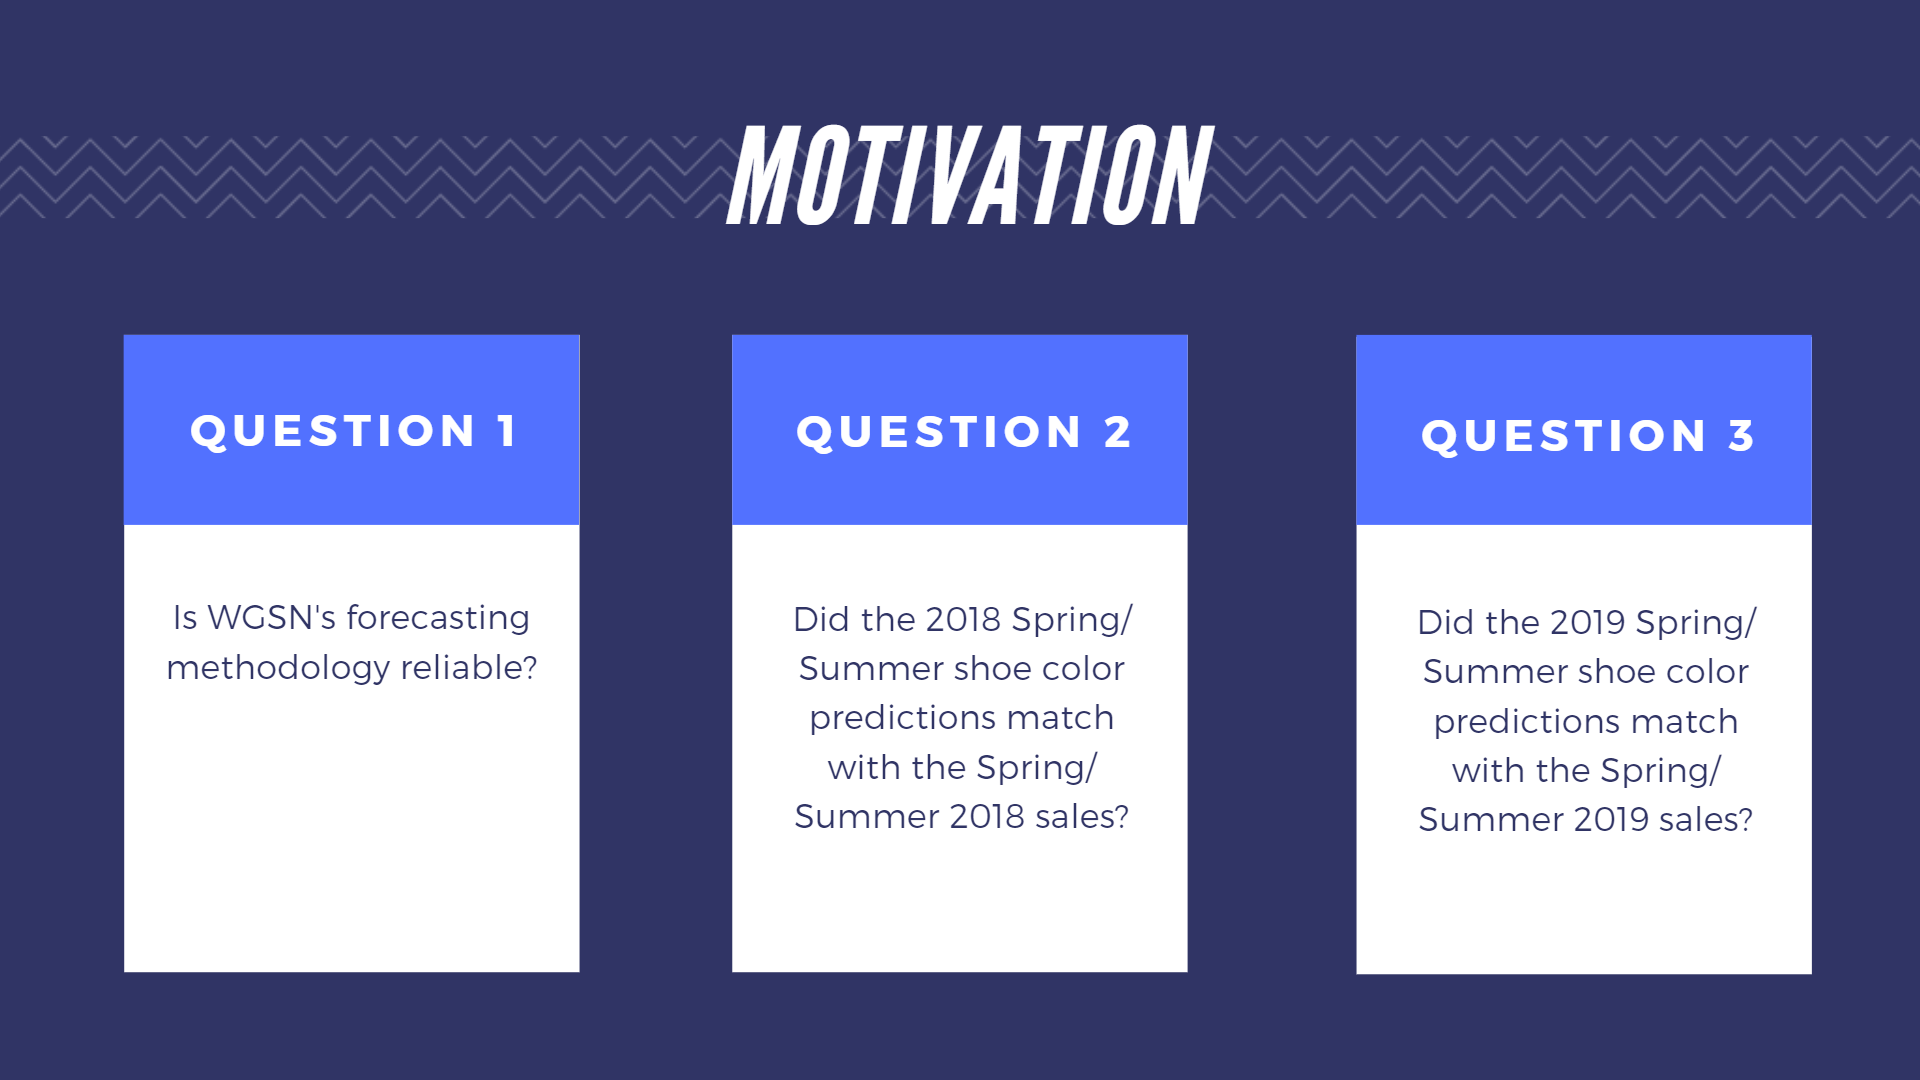 MOTIVATION
QUESTION 1
Is WGSN's forecasting
methodology reliable?
QUESTION 2
Did the 2018 Spring/
Summer shoe color
predictions match
with the Spring/
Summer 2018 sales?
QUESTION 3
Did the 2019 Spring/
Summer shoe color
predictions match
with the Spring/
Summer 2019 sales?